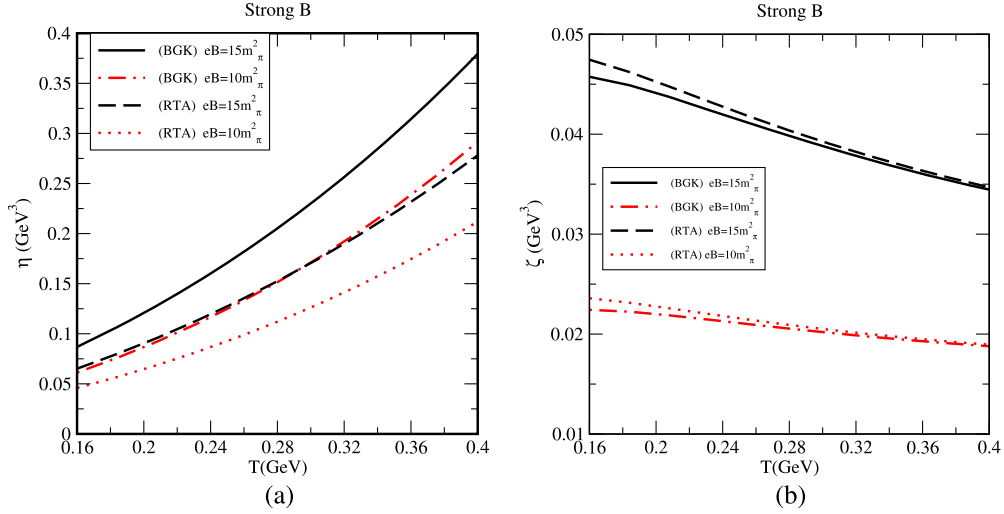 Strong B
0.4
0.35
0.3
0.25
0.2
0.15
0.1
0.05
0
η (GeV³)
(BGK) eB=15m²π
(BGK) eB=10m²π
(RTA) eB=15m²π
(RTA) eB=10m²π
0.16 0.2 0.24 0.28 0.32 0.36 0.4
T(GeV)
(a)
Strong B
0.05
0.04
0.03
0.02
0.01
ζ (GeV³)
(BGK) eB=15m²π
(BGK) eB=10m²π
(RTA) eB=15m²π
(RTA) eB=10m²π
0.16 0.2 0.24 0.28 0.32 0.36 0.4
T(GeV)
(b)